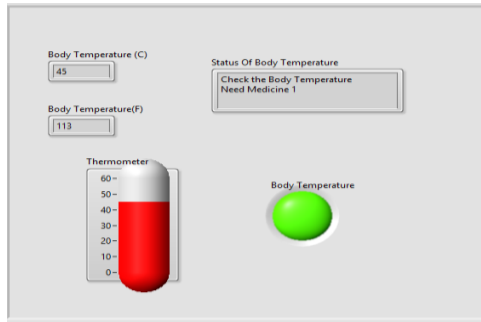 Body Temperature (C)
45
Status Of Body Temperature
Check the Body Temperature
Need Medicine 1
Body Temperature(F)
113
Thermometer
60
50
40
30
20
10
0
Body Temperature